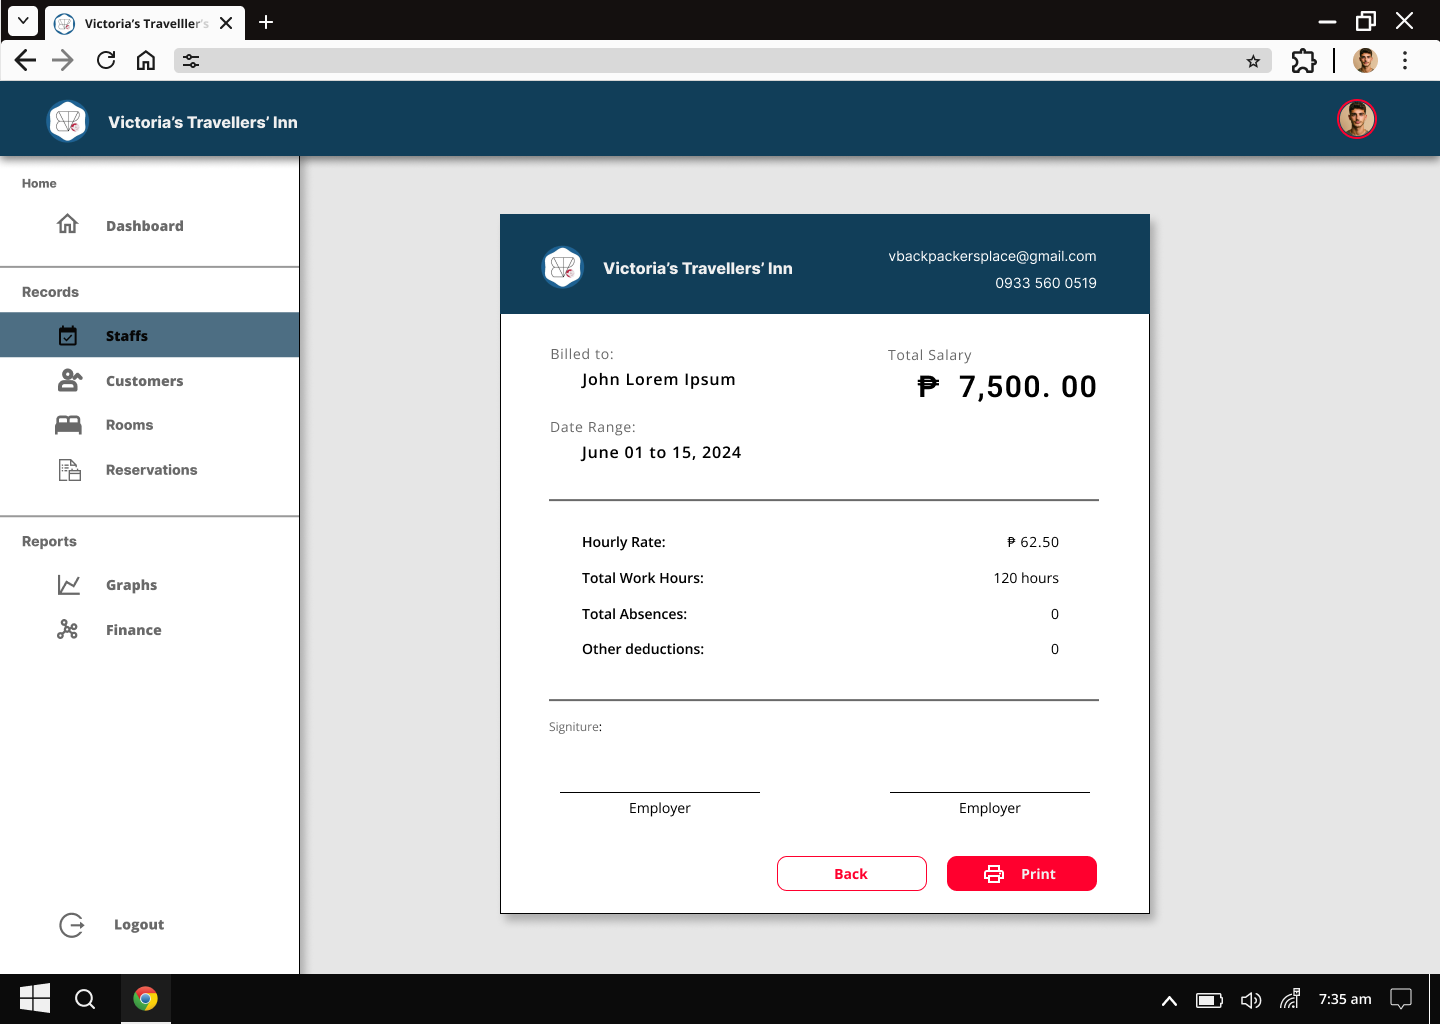 Victoria's Travelller's
Victoria's Travellers' Inn
Home
Dashboard
Records
Staffs
Customers
Rooms
Reservations
Reports
Graphs
Finance
Logout
Victoria's Travellers' Inn
vbackpackersplace@gmail.com
0933 560 0519
Billed to:
John Lorem Ipsum
Total Salary
₱ 7,500. 00
Date Range:
June 01 to 15, 2024
Hourly Rate: ₱ 62.50
Total Work Hours: 120 hours
Total Absences: 0
Other deductions: 0
Signiture:
Employer Employer
Back Print
7:35 am